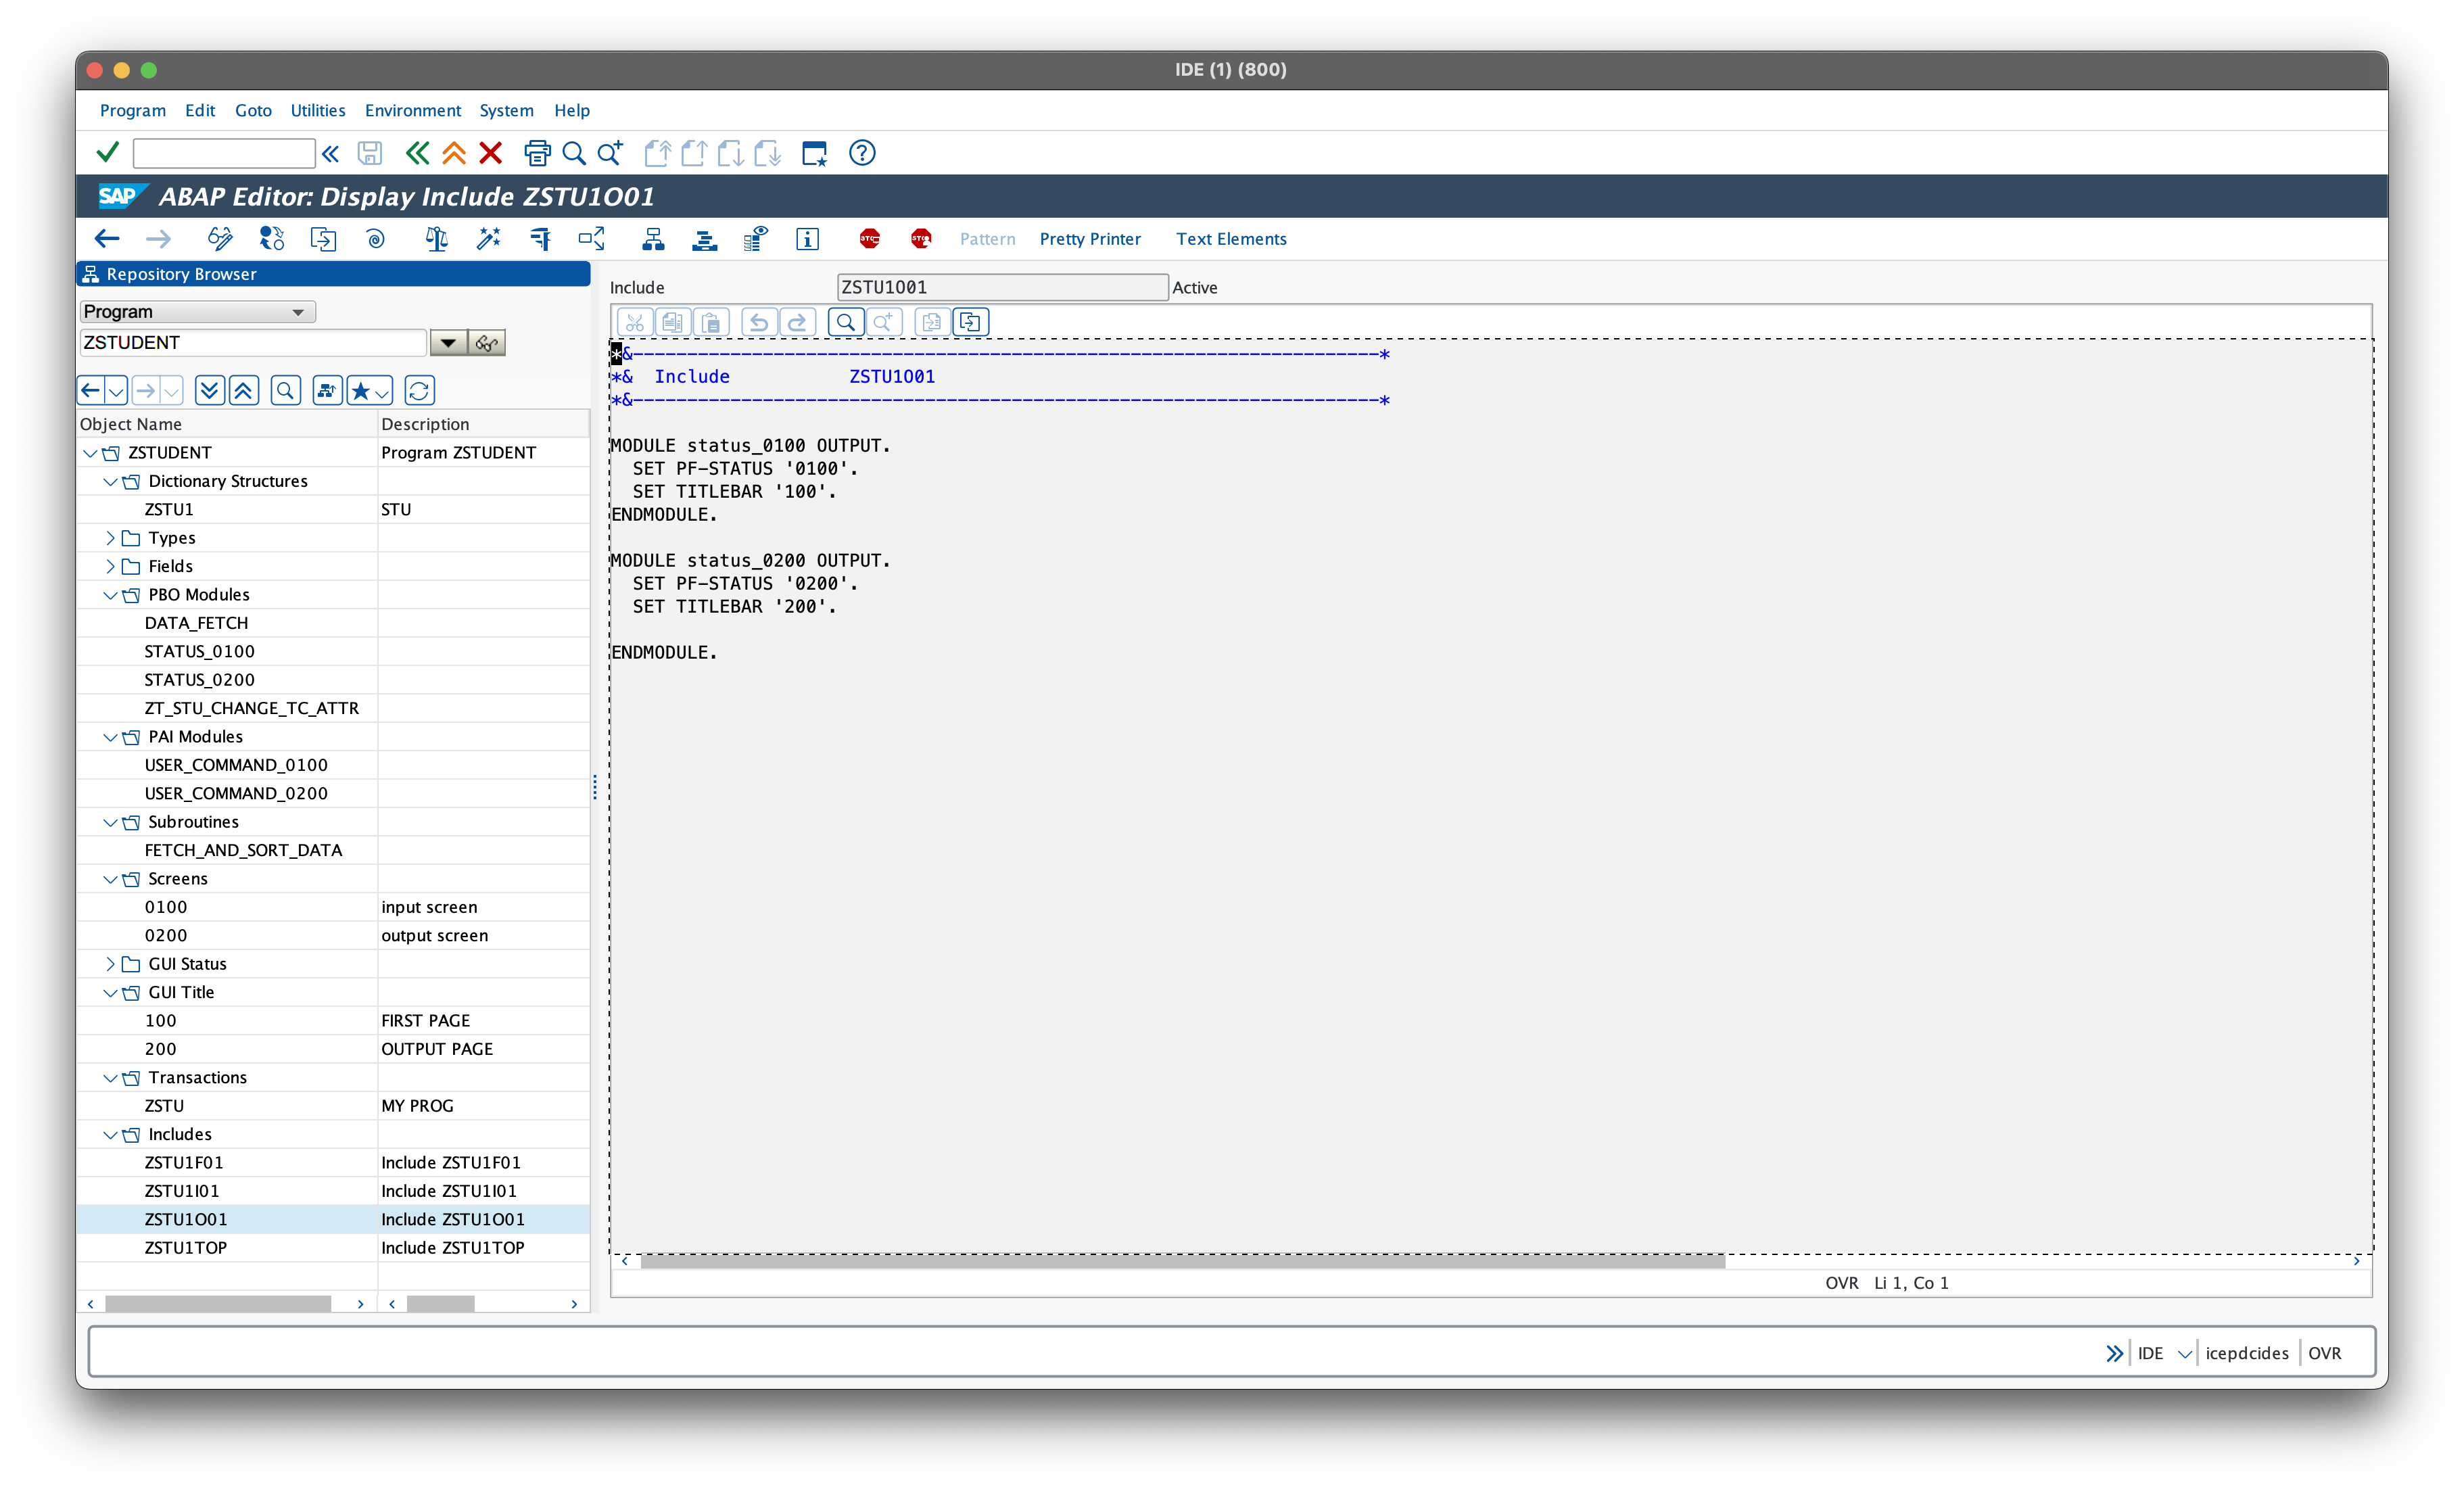 IDE (1) (800)
Program Edit Goto Utilities Environment System Help
SAP ABAP Editor: Display Include ZSTU1O01
Pattern Pretty Printer Text Elements
Repository Browser
Program
ZSTUDENT
Object Name Description
ZSTUDENT Program ZSTUDENT
Dictionary Structures
ZSTU1 STU
Types
Fields
PBO Modules
DATA_FETCH
STATUS_0100
STATUS_0200
ZT_STU_CHANGE_TC_ATTR
PAI Modules
USER_COMMAND_0100
USER_COMMAND_0200
Subroutines
FETCH_AND_SORT_DATA
Screens
0100 input screen
0200 output screen
GUI Status
GUI Title
100 FIRST PAGE
200 OUTPUT PAGE
Transactions
ZSTU MY PROG
Includes
ZSTU1F01 Include ZSTU1F01
ZSTU1I01 Include ZSTU1I01
ZSTU1O01 Include ZSTU1O01
ZSTU1TOP Include ZSTU1TOP
Include ZSTU1O01 Active
*&---------------------------------------------------------------------*
*&  Include           ZSTU1O01
*&---------------------------------------------------------------------*
MODULE status_0100 OUTPUT.
  SET PF-STATUS '0100'.
  SET TITLEBAR '100'.
ENDMODULE.
MODULE status_0200 OUTPUT.
  SET PF-STATUS '0200'.
  SET TITLEBAR '200'.
ENDMODULE.
OVR Li 1, Co 1
IDE icepdcides OVR